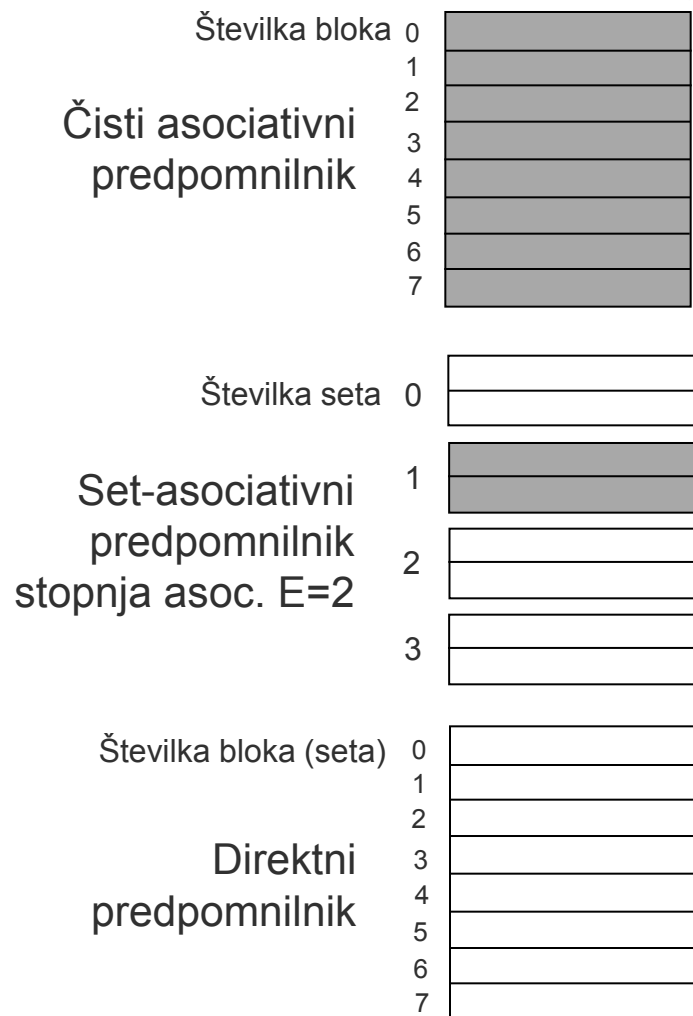 Številka bloka 0
1
2
Čisti asociativni
3
predpomnilnik
4
5
6
7
Številka seta 0
1
Set-asociativni
predpomnilnik
2
stopnja asoc. E=2
3
Številka bloka (seta) 0
1
2
Direktni
3
predpomnilnik
4
5
6
7